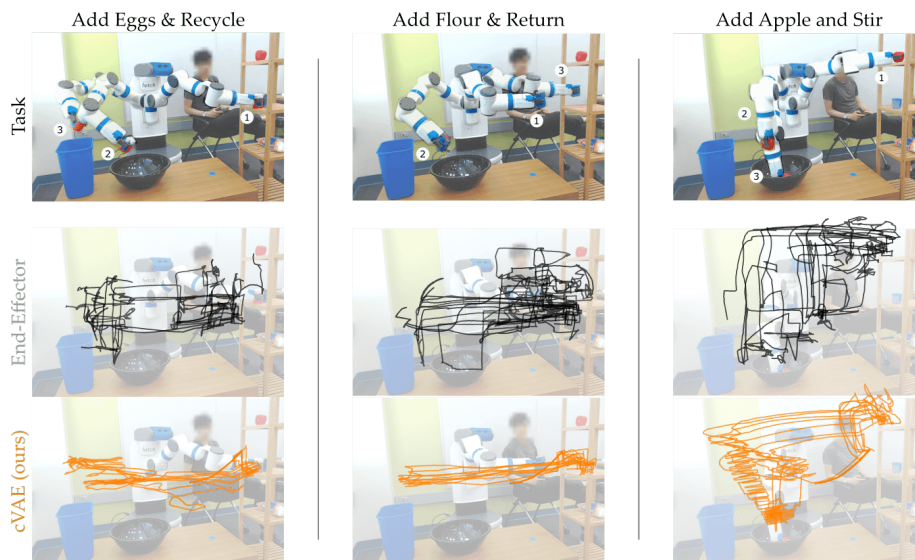 Add Eggs & Recycle
Add Flour & Return
Add Apple and Stir
Task
1
2
3
fetch
1
2
3
1
2
3
End-Effector
cVAE (ours)